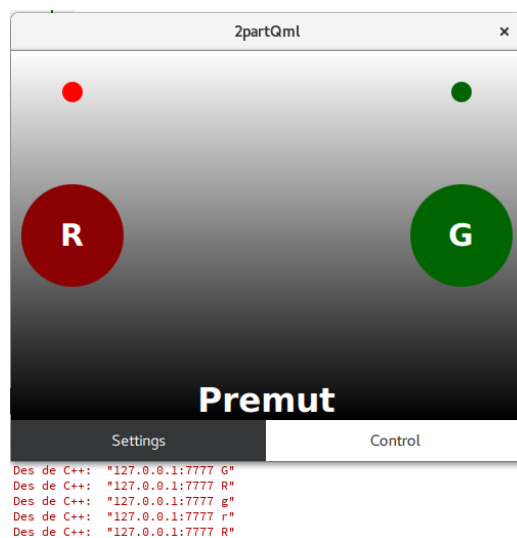 2partQml ×
R G
Premut
Settings Control
Des de C++:  "127.0.0.1:7777 G"
Des de C++:  "127.0.0.1:7777 R"
Des de C++:  "127.0.0.1:7777 g"
Des de C++:  "127.0.0.1:7777 r"
Des de C++:  "127.0.0.1:7777 R"